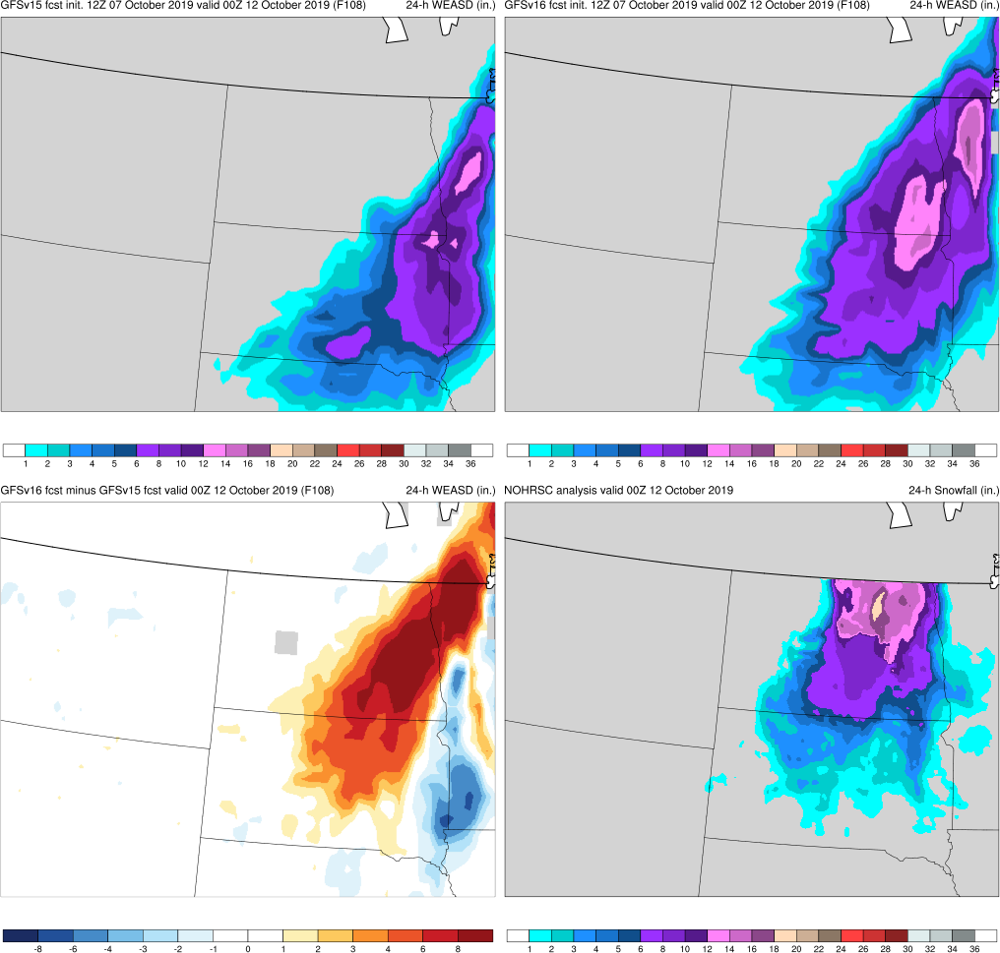 GFSv15 fcst init. 12Z 07 October 2019 valid 00Z 12 October 2019 (F108) 24-h WEASD (in.)
GFSv16 fcst init. 12Z 07 October 2019 valid 00Z 12 October 2019 (F108) 24-h WEASD (in.)
1 2 3 4 5 6 8 10 12 14 16 18 20 22 24 26 28 30 32 34 36
1 2 3 4 5 6 8 10 12 14 16 18 20 22 24 26 28 30 32 34 36
GFSv16 fcst minus GFSv15 fcst valid 00Z 12 October 2019 (F108) 24-h WEASD (in.)
NOHRSC analysis valid 00Z 12 October 2019 24-h Snowfall (in.)
-8 -6 -4 -3 -2 -1 0 1 2 3 4 6 8
1 2 3 4 5 6 8 10 12 14 16 18 20 22 24 26 28 30 32 34 36